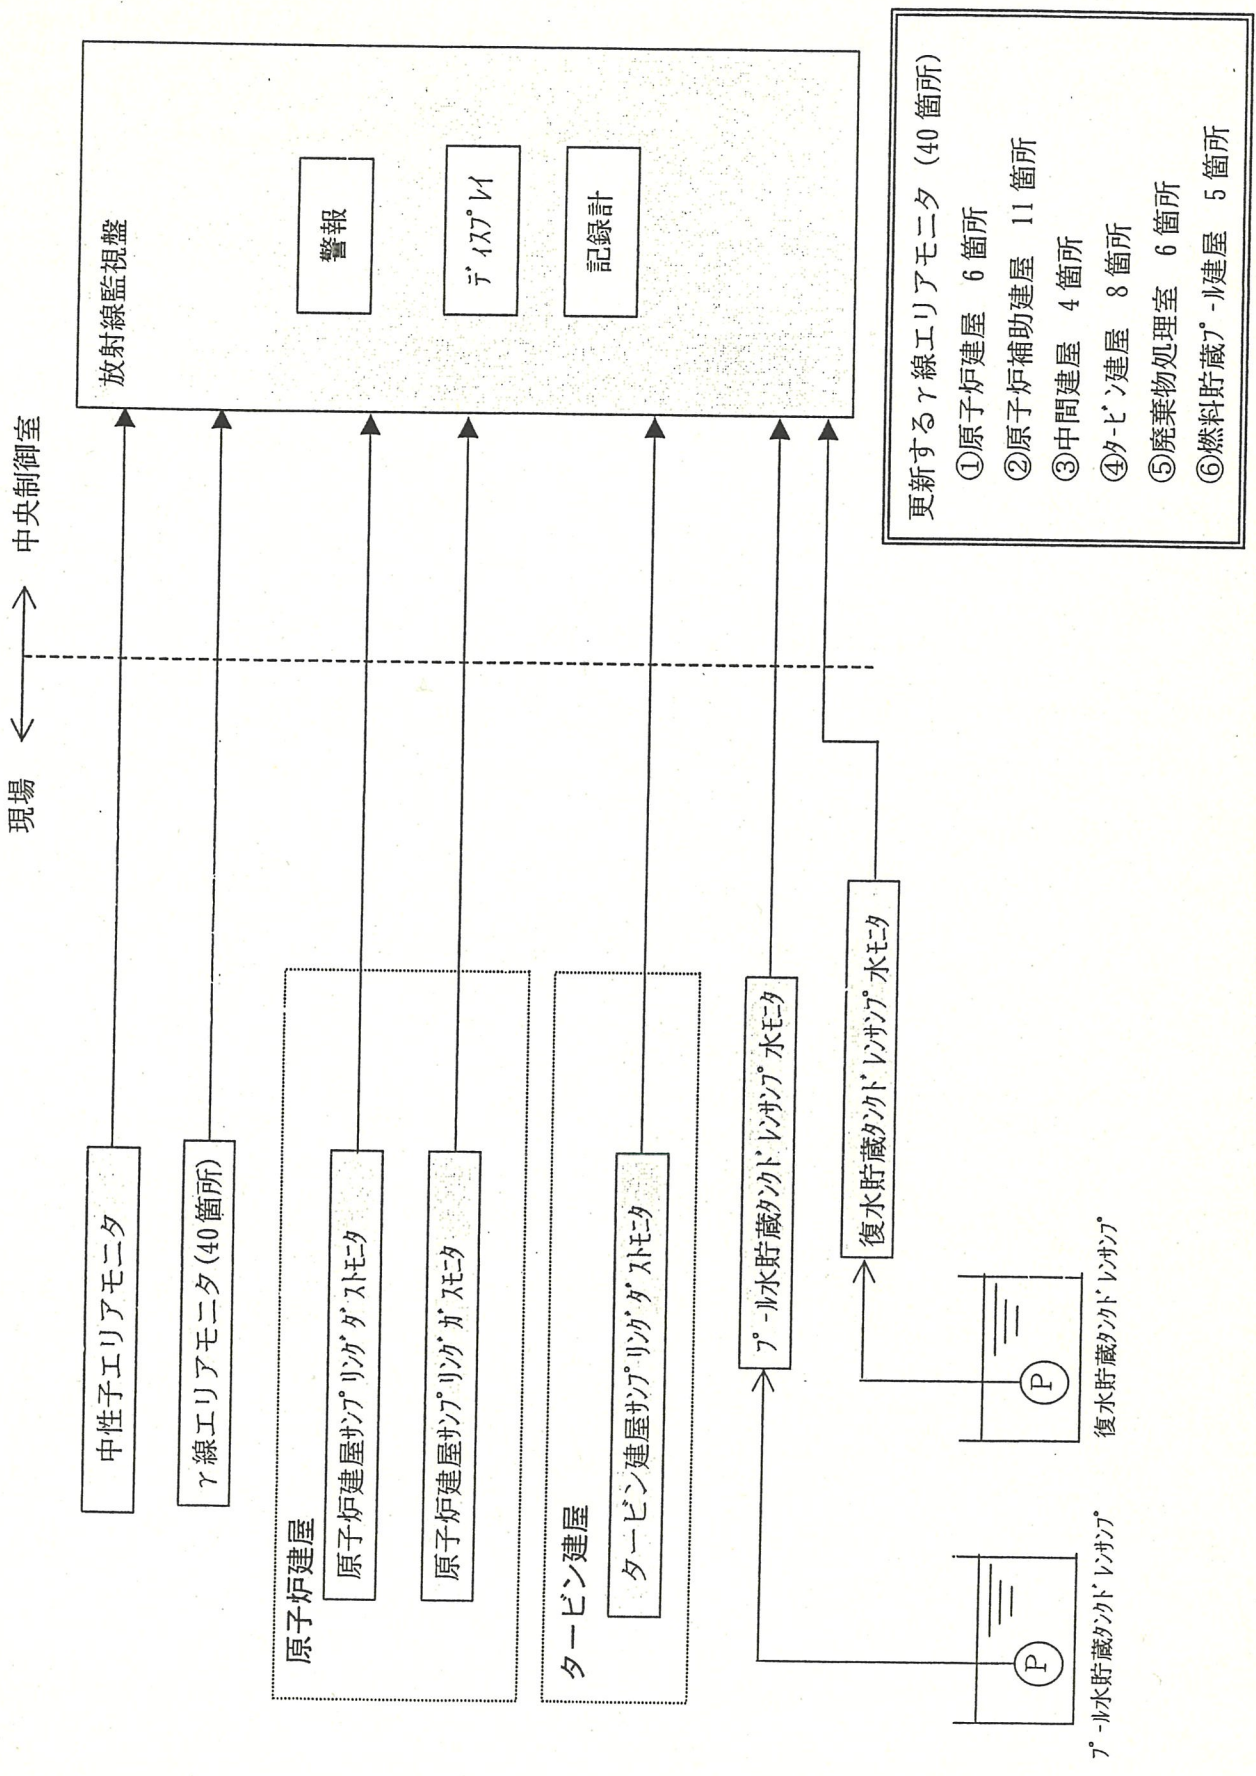 現場
中央制御室
放射線監視盤
警報
ディスプレイ
記録計
中性子エリアモニタ
γ線エリアモニタ(40箇所)
原子炉建屋
原子炉建屋サンプリングダストモニタ
原子炉建屋サンプリングガスモニタ
タービン建屋
タービン建屋サンプリングダストモニタ
プール水貯蔵タンクドレンサンプ水モニタ
復水貯蔵タンクドレンサンプ水モニタ
P
プール水貯蔵タンクドレンサンプ
P
復水貯蔵タンクドレンサンプ
更新するγ線エリアモニタ (40箇所)
①原子炉建屋 6箇所
②原子炉補助建屋 11箇所
③中間建屋 4箇所
④タービン建屋 8箇所
⑤廃棄物処理室 6箇所
⑥燃料貯蔵プール建屋 5箇所